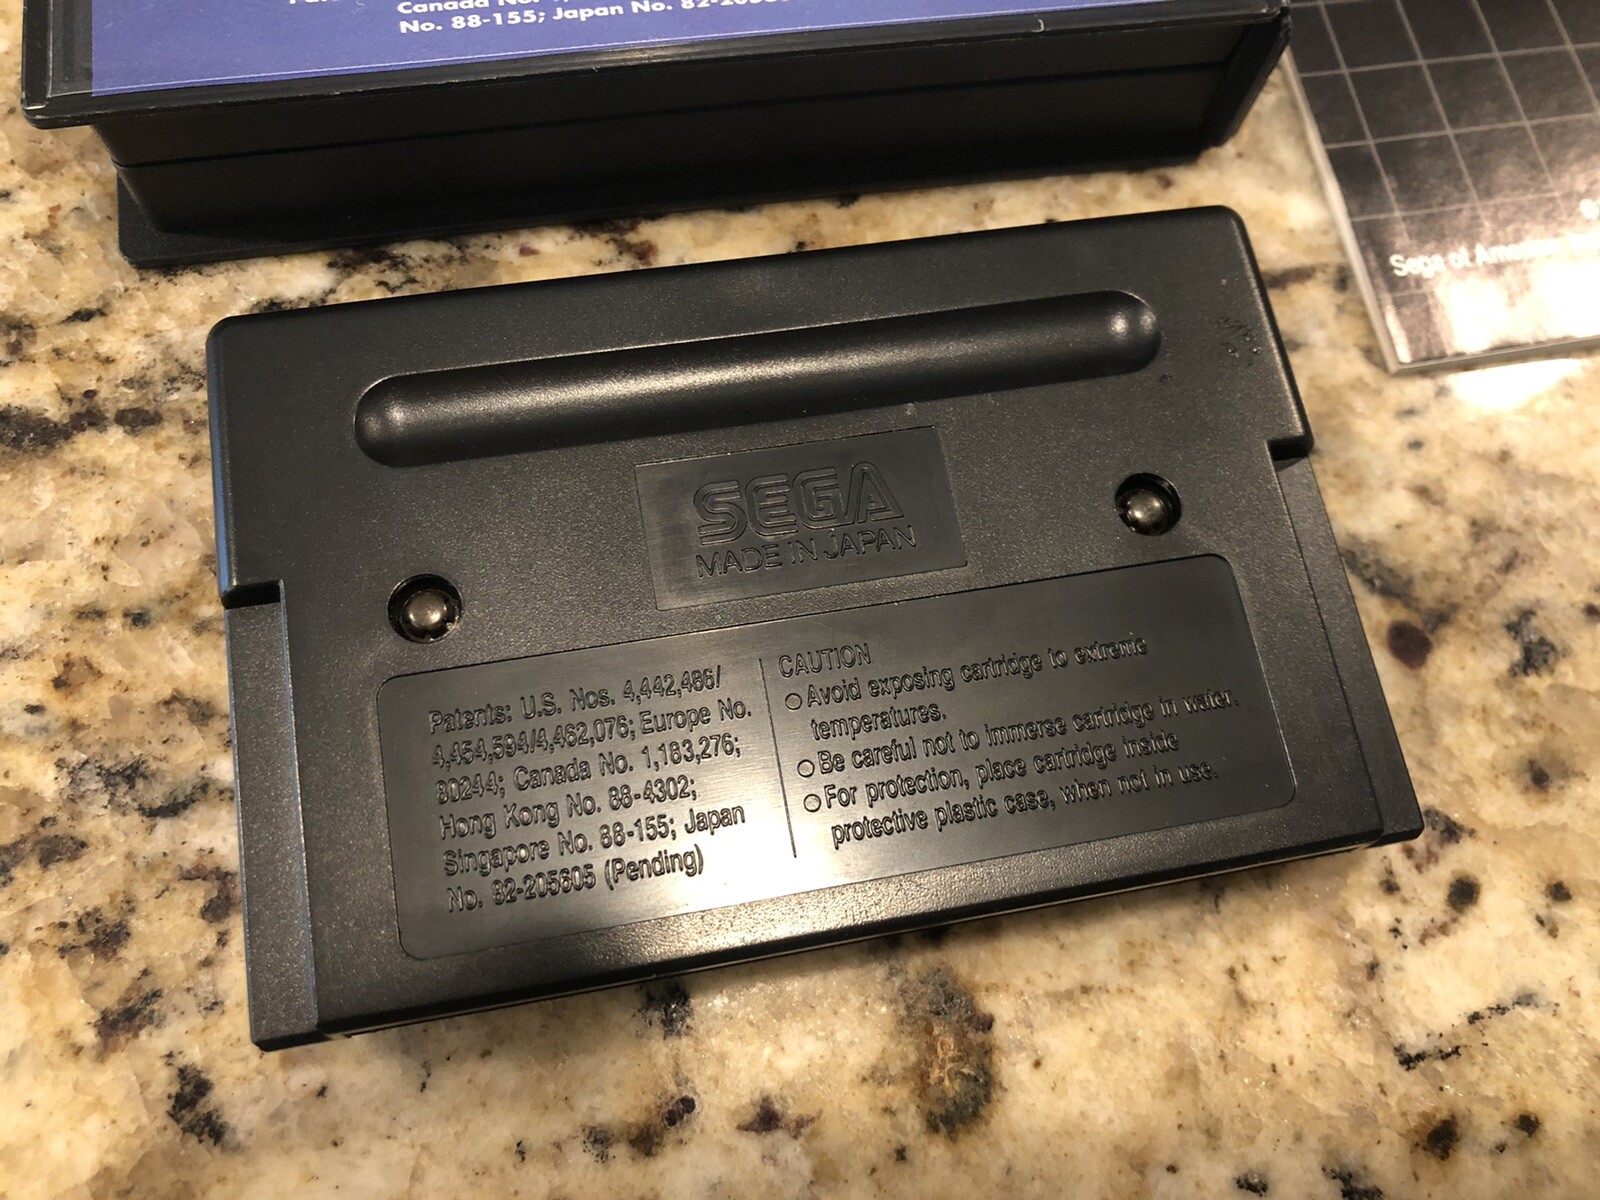 Canada No.
No. 88-155; Japan No. 82-205605
Sega of America
SEGA
MADE IN JAPAN
Patents: U.S. Nos. 4,442,486/
4,454,594/4,462,076; Europe No.
80244; Canada No. 1,183,276;
Hong Kong No. 88-4302;
Singapore No. 88-155; Japan
No. 82-205605 (Pending)
CAUTION
○ Avoid exposing cartridge to extreme
temperatures.
○ Be careful not to immerse cartridge in water.
○ For protection, place cartridge inside
protective plastic case, when not in use.